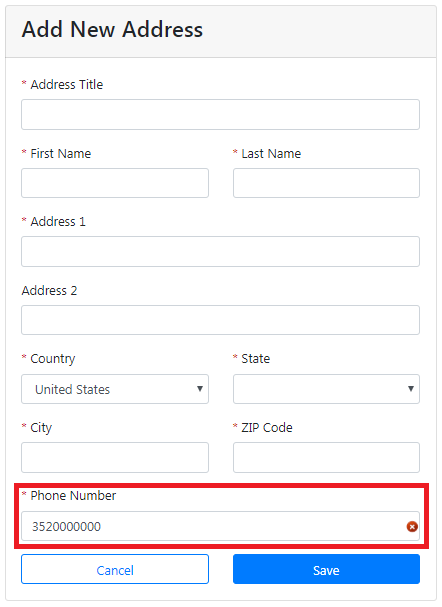 Add New Address
* Address Title
* First Name * Last Name
* Address 1
Address 2
* Country * State
United States
* City * ZIP Code
* Phone Number
3520000000
Cancel Save